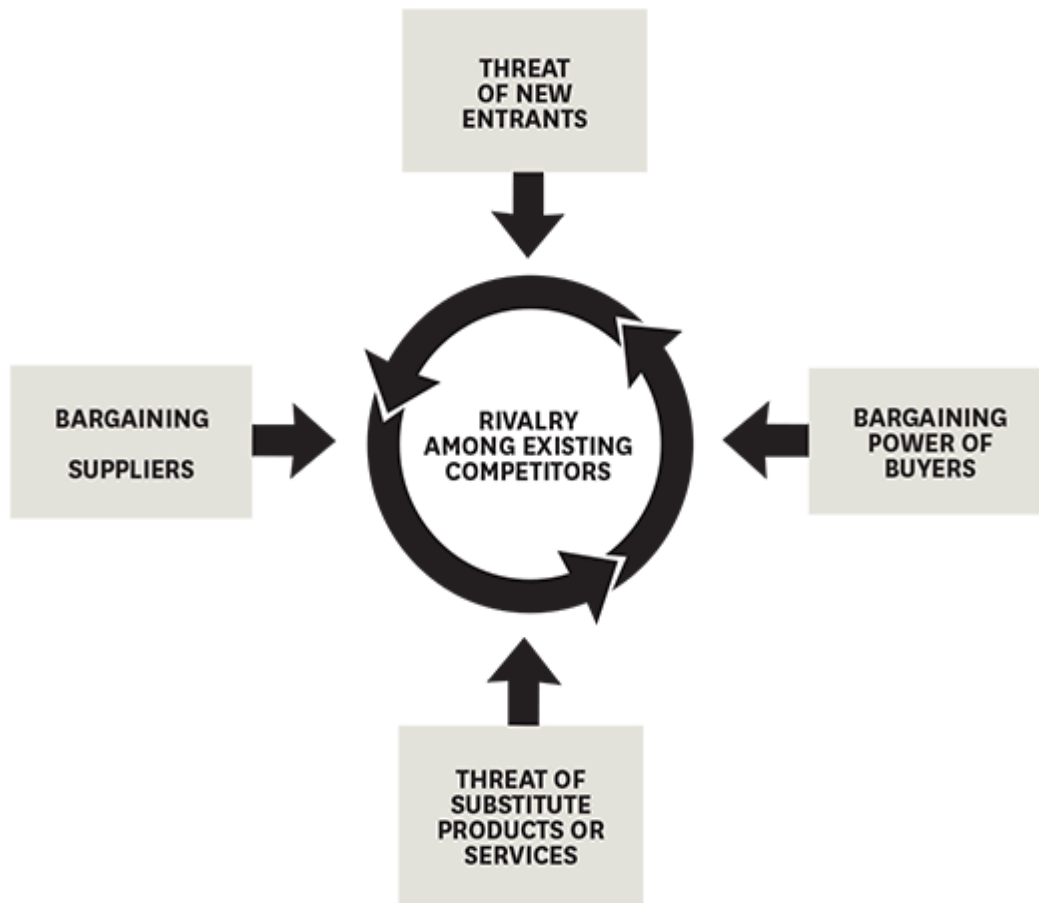 THREAT
OF NEW
ENTRANTS
BARGAINING
SUPPLIERS
RIVALRY
AMONG EXISTING
COMPETITORS
BARGAINING
POWER OF
BUYERS
THREAT OF
SUBSTITUTE
PRODUCTS OR
SERVICES